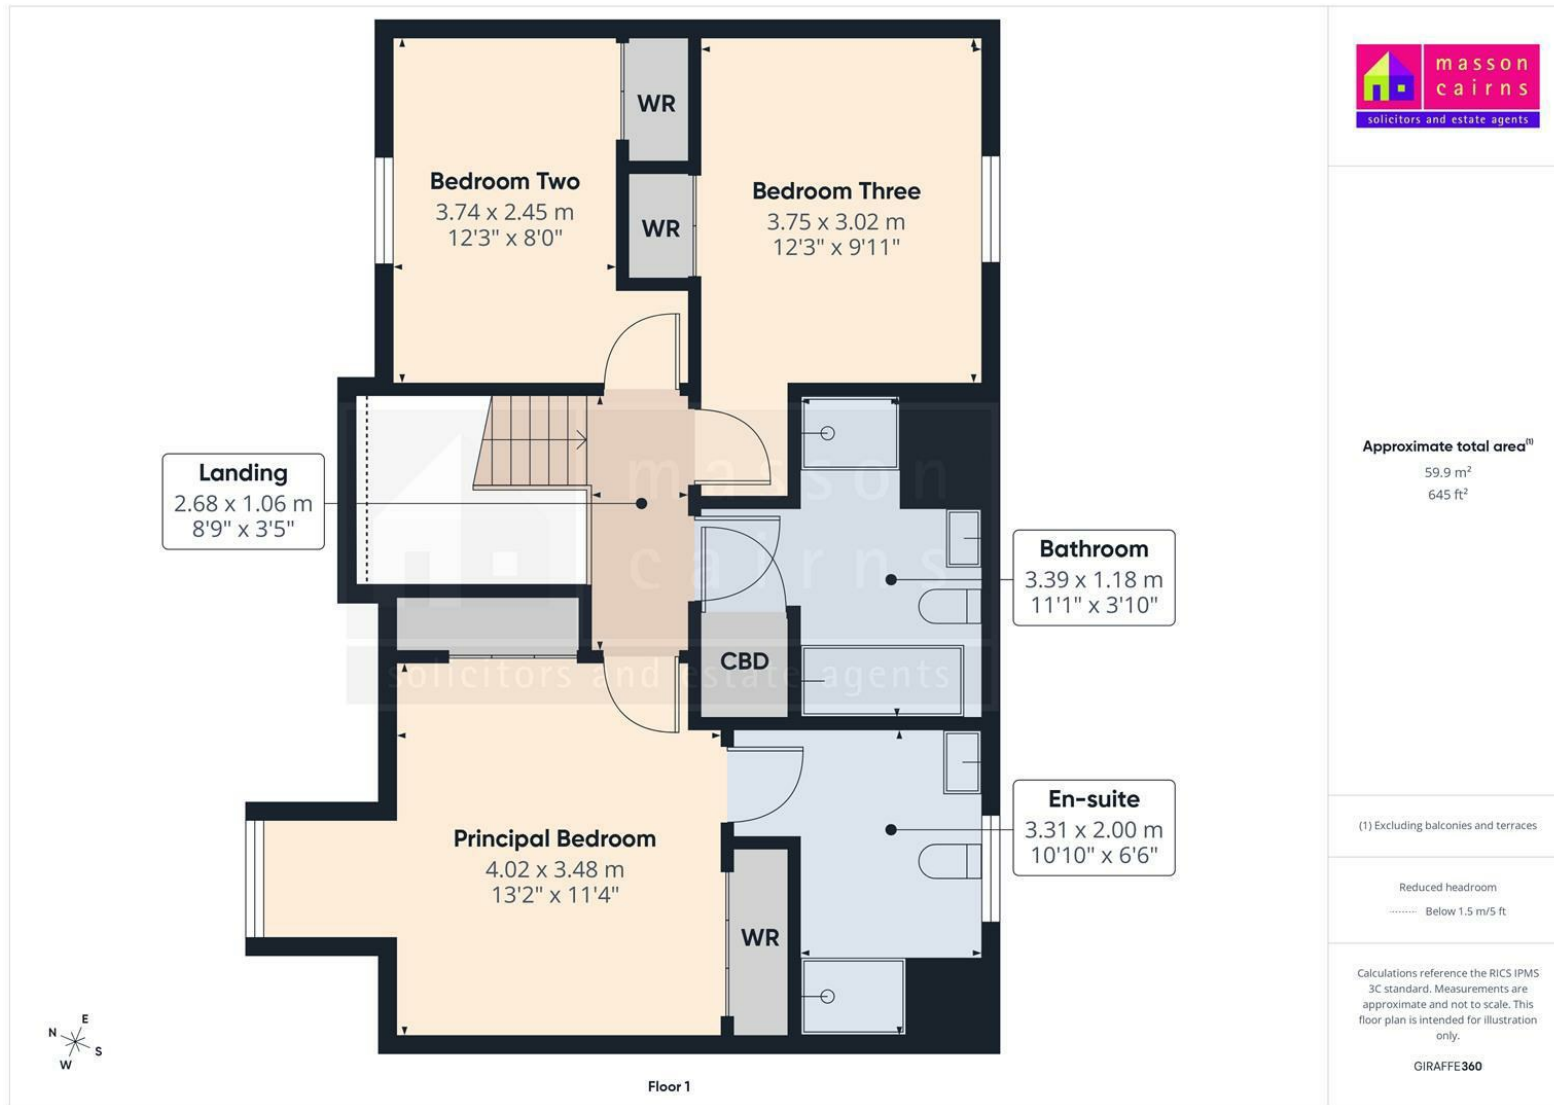 WR
Bedroom Two
3.74 x 2.45 m
12'3" x 8'0"
Bedroom Three
3.75 x 3.02 m
12'3" x 9'11"
WR
Landing
2.68 x 1.06 m
8'9" x 3'5"
Bathroom
3.39 x 1.18 m
11'1" x 3'10"
CBD
Principal Bedroom
4.02 x 3.48 m
13'2" x 11'4"
En-suite
3.31 x 2.00 m
10'10" x 6'6"
WR
masson
cairns
solicitors and estate agents
N
E
S
W
Floor 1
masson
cairns
solicitors and estate agents
Approximate total area(1)
59.9 m²
645 ft²
(1) Excluding balconies and terraces
Reduced headroom
Below 1.5 m/5 ft
Calculations reference the RICS IPMS
3C standard. Measurements are
approximate and not to scale. This
floor plan is intended for illustration
only.
GIRAFFE360